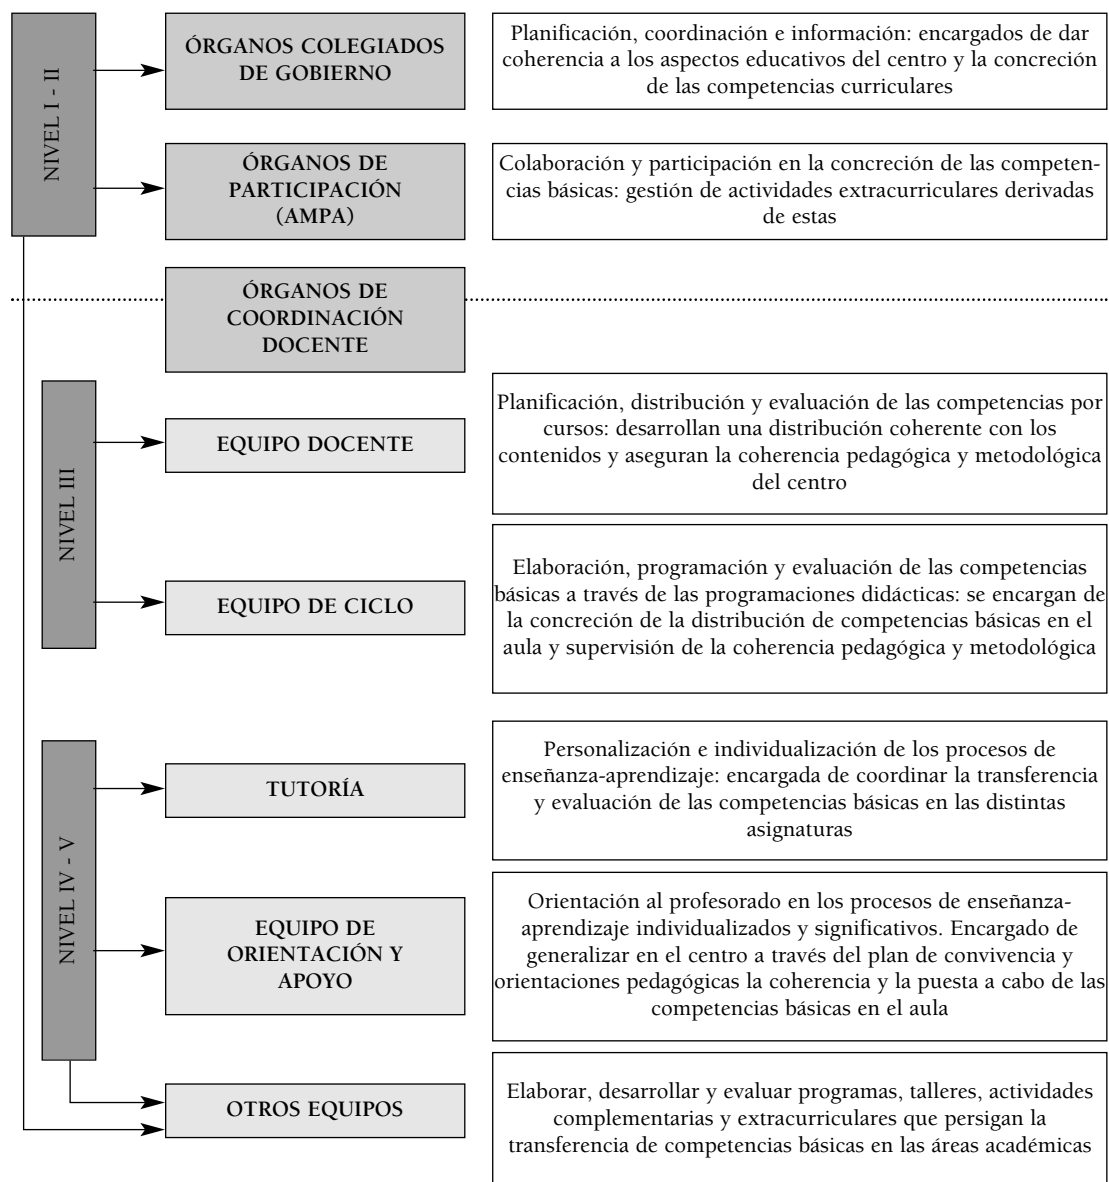 NIVEL I - II
ÓRGANOS COLEGIADOS
DE GOBIERNO
Planificación, coordinación e información: encargados de dar
coherencia a los aspectos educativos del centro y la concreción
de las competencias curriculares
ÓRGANOS DE
PARTICIPACIÓN
(AMPA)
Colaboración y participación en la concreción de las competen-
cias básicas: gestión de actividades extracurriculares derivadas
de estas
ÓRGANOS DE
COORDINACIÓN
DOCENTE
NIVEL III
EQUIPO DOCENTE
Planificación, distribución y evaluación de las competencias por
cursos: desarrollan una distribución coherente con los
contenidos y aseguran la coherencia pedagógica y metodológica
del centro
EQUIPO DE CICLO
Elaboración, programación y evaluación de las competencias
básicas a través de las programaciones didácticas: se encargan de
la concreción de la distribución de competencias básicas en el
aula y supervisión de la coherencia pedagógica y metodológica
NIVEL IV - V
TUTORÍA
Personalización e individualización de los procesos de
enseñanza-aprendizaje: encargada de coordinar la transferencia
y evaluación de las competencias básicas en las distintas
asignaturas
EQUIPO DE
ORIENTACIÓN Y
APOYO
Orientación al profesorado en los procesos de enseñanza-
aprendizaje individualizados y significativos. Encargado de
generalizar en el centro a través del plan de convivencia y
orientaciones pedagógicas la coherencia y la puesta a cabo de las
competencias básicas en el aula
OTROS EQUIPOS
Elaborar, desarrollar y evaluar programas, talleres, actividades
complementarias y extracurriculares que persigan la
transferencia de competencias básicas en las áreas académicas